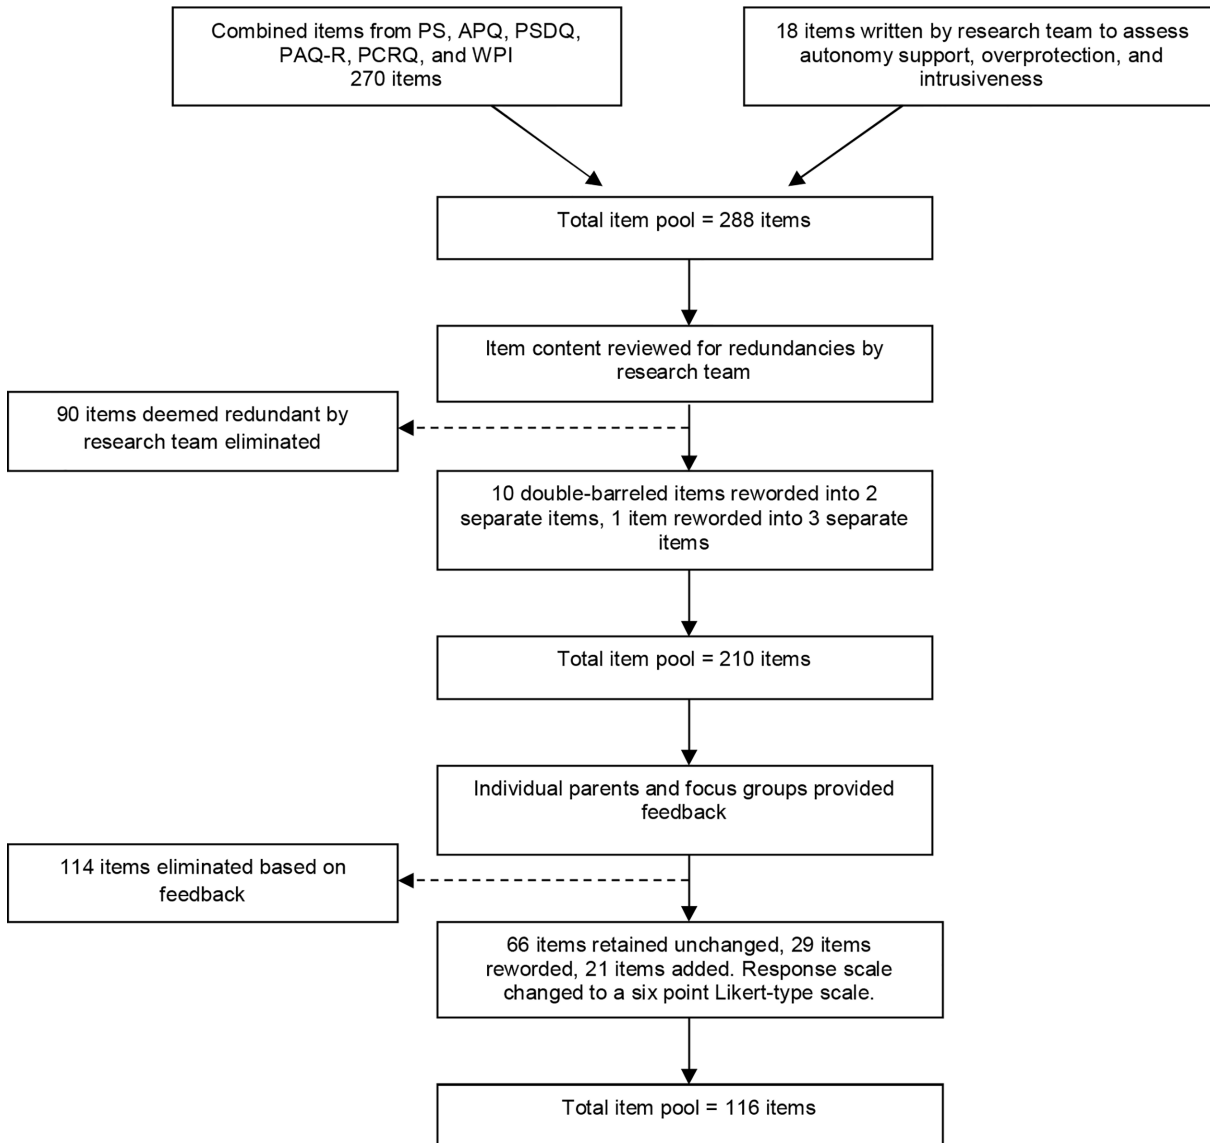 Combined items from PS, APQ, PSDQ,
PAQ-R, PCRQ, and WPI
270 items
18 items written by research team to assess
autonomy support, overprotection, and
intrusiveness
Total item pool = 288 items
Item content reviewed for redundancies by
research team
90 items deemed redundant by
research team eliminated
10 double-barreled items reworded into 2
separate items, 1 item reworded into 3 separate
items
Total item pool = 210 items
Individual parents and focus groups provided
feedback
114 items eliminated based on
feedback
66 items retained unchanged, 29 items
reworded, 21 items added. Response scale
changed to a six point Likert-type scale.
Total item pool = 116 items